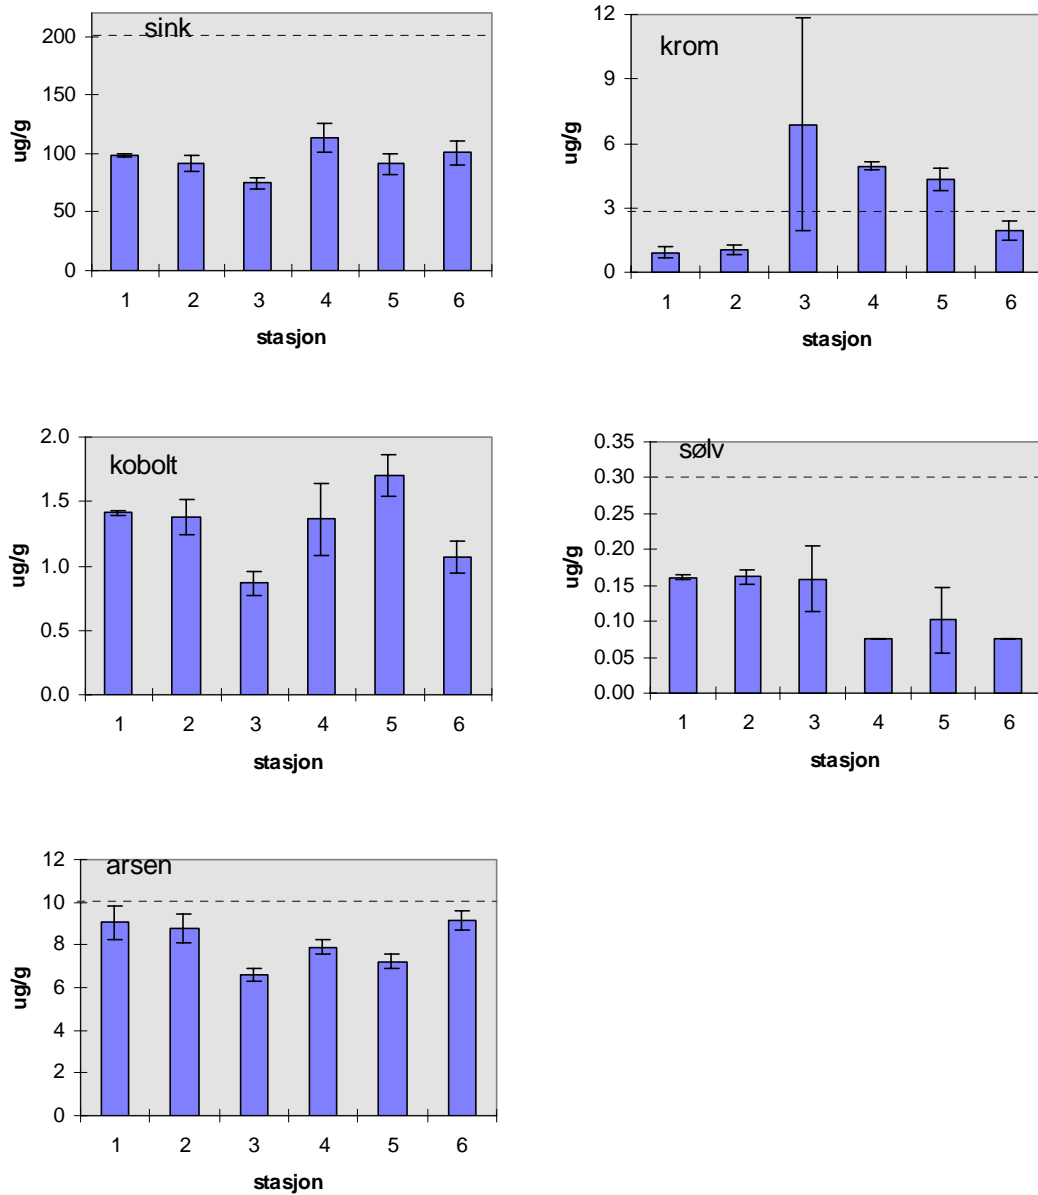 sink
ug/g
200
150
100
50
0
1 2 3 4 5 6
stasjon
krom
ug/g
12
9
6
3
0
1 2 3 4 5 6
stasjon
kobolt
ug/g
2.0
1.5
1.0
0.5
0.0
1 2 3 4 5 6
stasjon
sølv
ug/g
0.35
0.30
0.25
0.20
0.15
0.10
0.05
0.00
1 2 3 4 5 6
stasjon
arsen
ug/g
12
10
8
6
4
2
0
1 2 3 4 5 6
stasjon